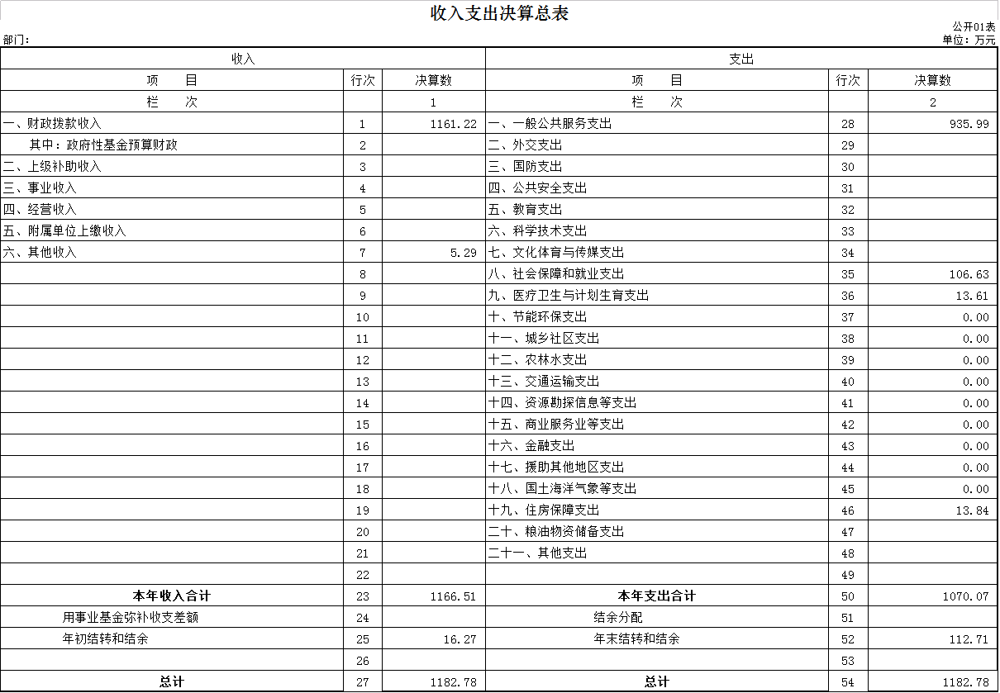 收入支出决算总表
公开01表
部门： 单位：万元
收入 支出
项 目 行次 决算数 项 目 行次 决算数
栏 次 1 栏 次 2
一、财政拨款收入 1 1161.22 一、一般公共服务支出 28 935.99
其中：政府性基金预算财政 2 二、外交支出 29
二、上级补助收入 3 三、国防支出 30
三、事业收入 4 四、公共安全支出 31
四、经营收入 5 五、教育支出 32
五、附属单位上缴收入 6 六、科学技术支出 33
六、其他收入 7 5.29 七、文化体育与传媒支出 34
8 八、社会保障和就业支出 35 106.63
9 九、医疗卫生与计划生育支出 36 13.61
10 十、节能环保支出 37 0.00
11 十一、城乡社区支出 38 0.00
12 十二、农林水支出 39 0.00
13 十三、交通运输支出 40 0.00
14 十四、资源勘探信息等支出 41 0.00
15 十五、商业服务业等支出 42 0.00
16 十六、金融支出 43 0.00
17 十七、援助其他地区支出 44 0.00
18 十八、国土海洋气象等支出 45 0.00
19 十九、住房保障支出 46 13.84
20 二十、粮油物资储备支出 47
21 二十一、其他支出 48
22 49
本年收入合计 23 1166.51 本年支出合计 50 1070.07
用事业基金弥补收支差额 24 结余分配 51
年初结转和结余 25 16.27 年末结转和结余 52 112.71
26 53
总计 27 1182.78 总计 54 1182.78